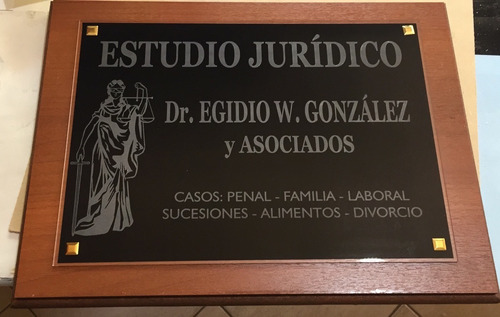 ESTUDIO JURÍDICO
Dr. EGIDIO W. GONZÁLEZ
y ASOCIADOS
CASOS: PENAL - FAMILIA - LABORAL
SUCESIONES - ALIMENTOS - DIVORCIO